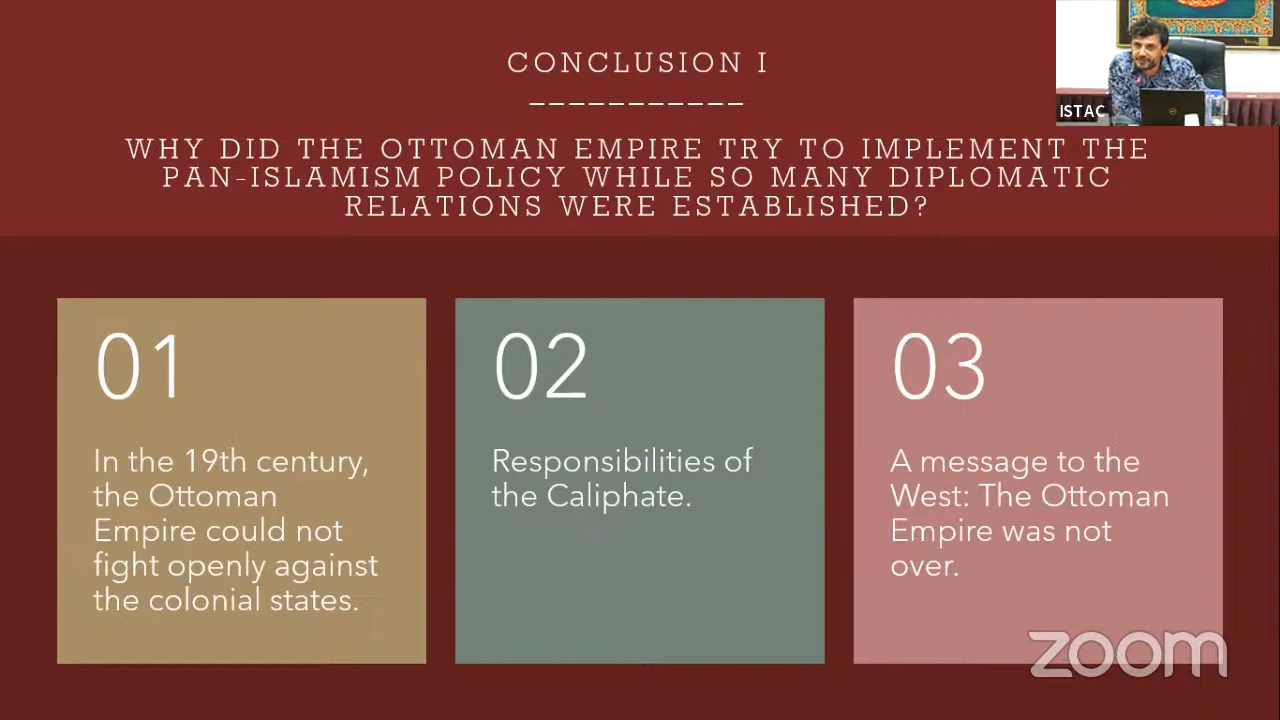 CONCLUSION I
___________
WHY DID THE OTTOMAN EMPIRE TRY TO IMPLEMENT THE
PAN-ISLAMISM POLICY WHILE SO MANY DIPLOMATIC
RELATIONS WERE ESTABLISHED?
ISTAC
01
In the 19th century,
the Ottoman
Empire could not
fight openly against
the colonial states.
02
Responsibilities of
the Caliphate.
03
A message to the
West: The Ottoman
Empire was not
over.
zoom